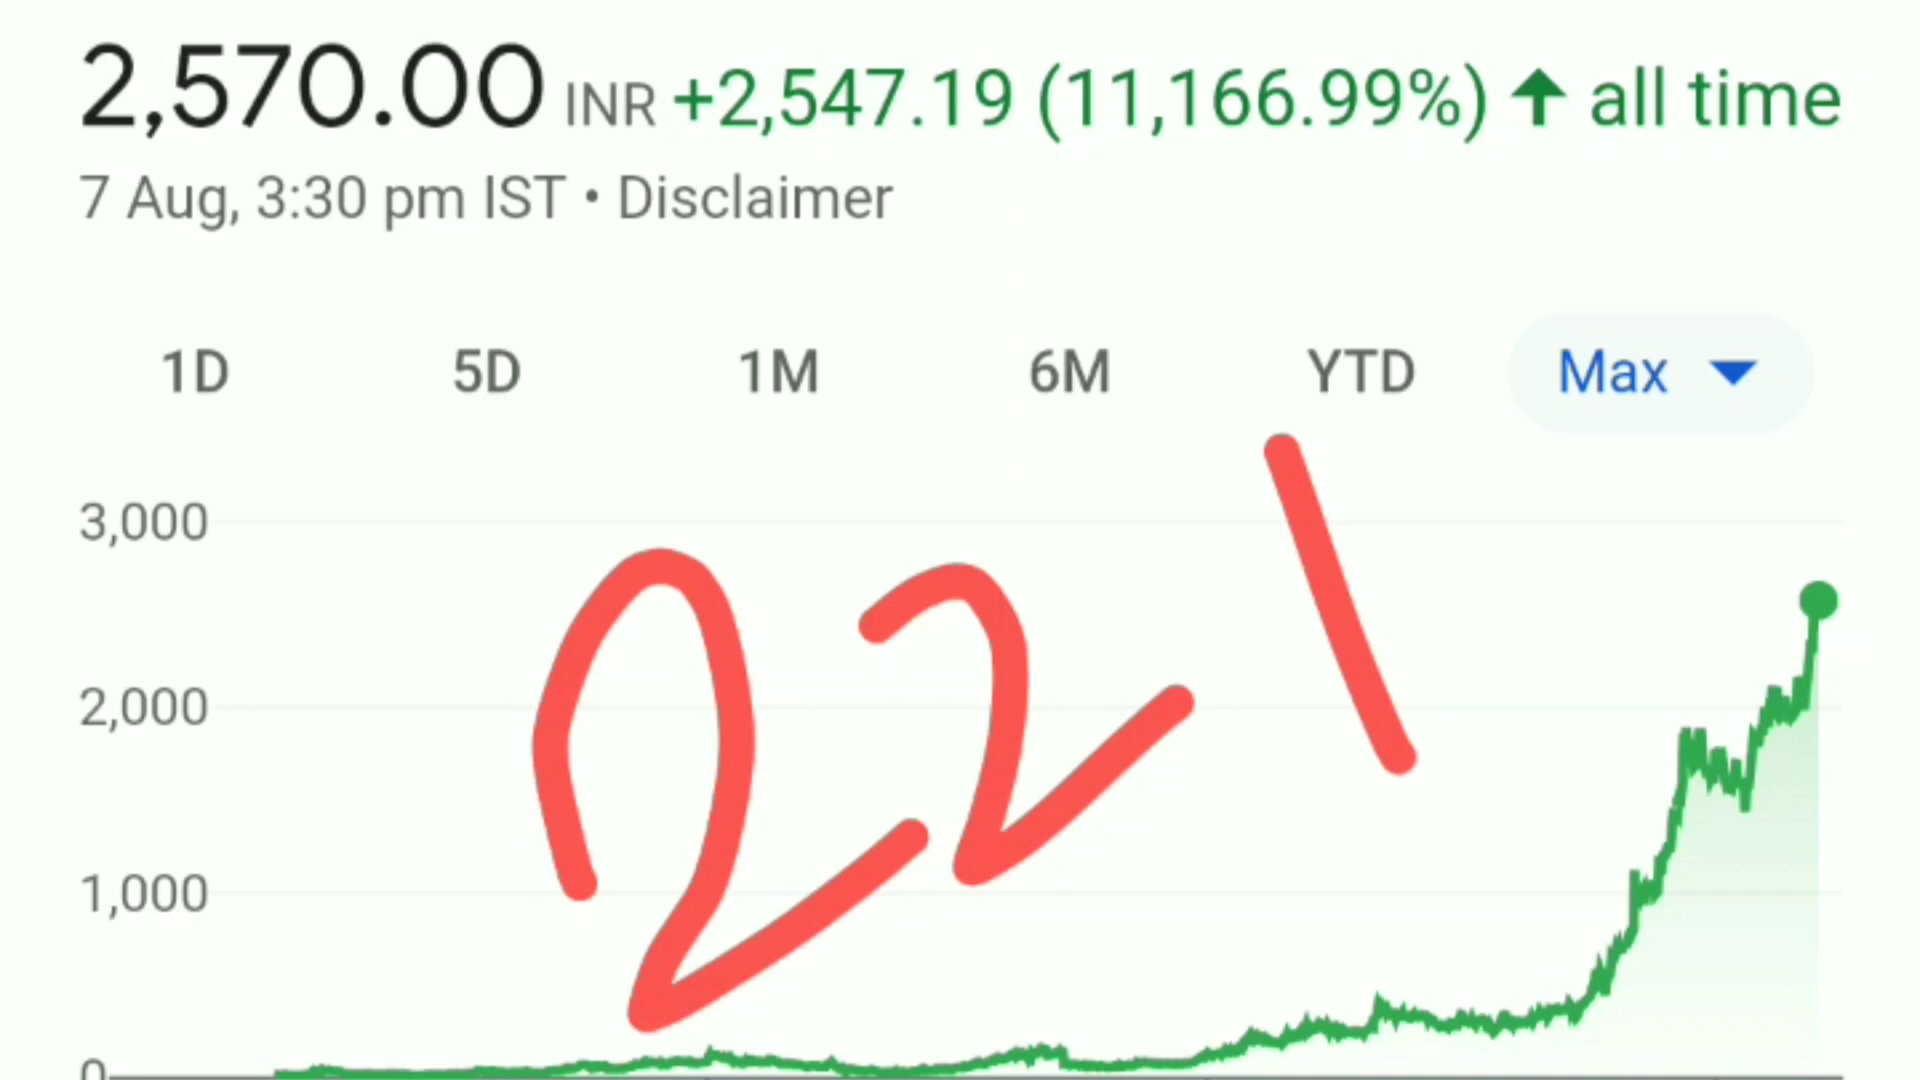 2,570.00 INR +2,547.19 (11,166.99%) ↑ all time
7 Aug, 3:30 pm IST • Disclaimer
1D 5D 1M 6M YTD Max
3,000
221
2,000
1,000
0